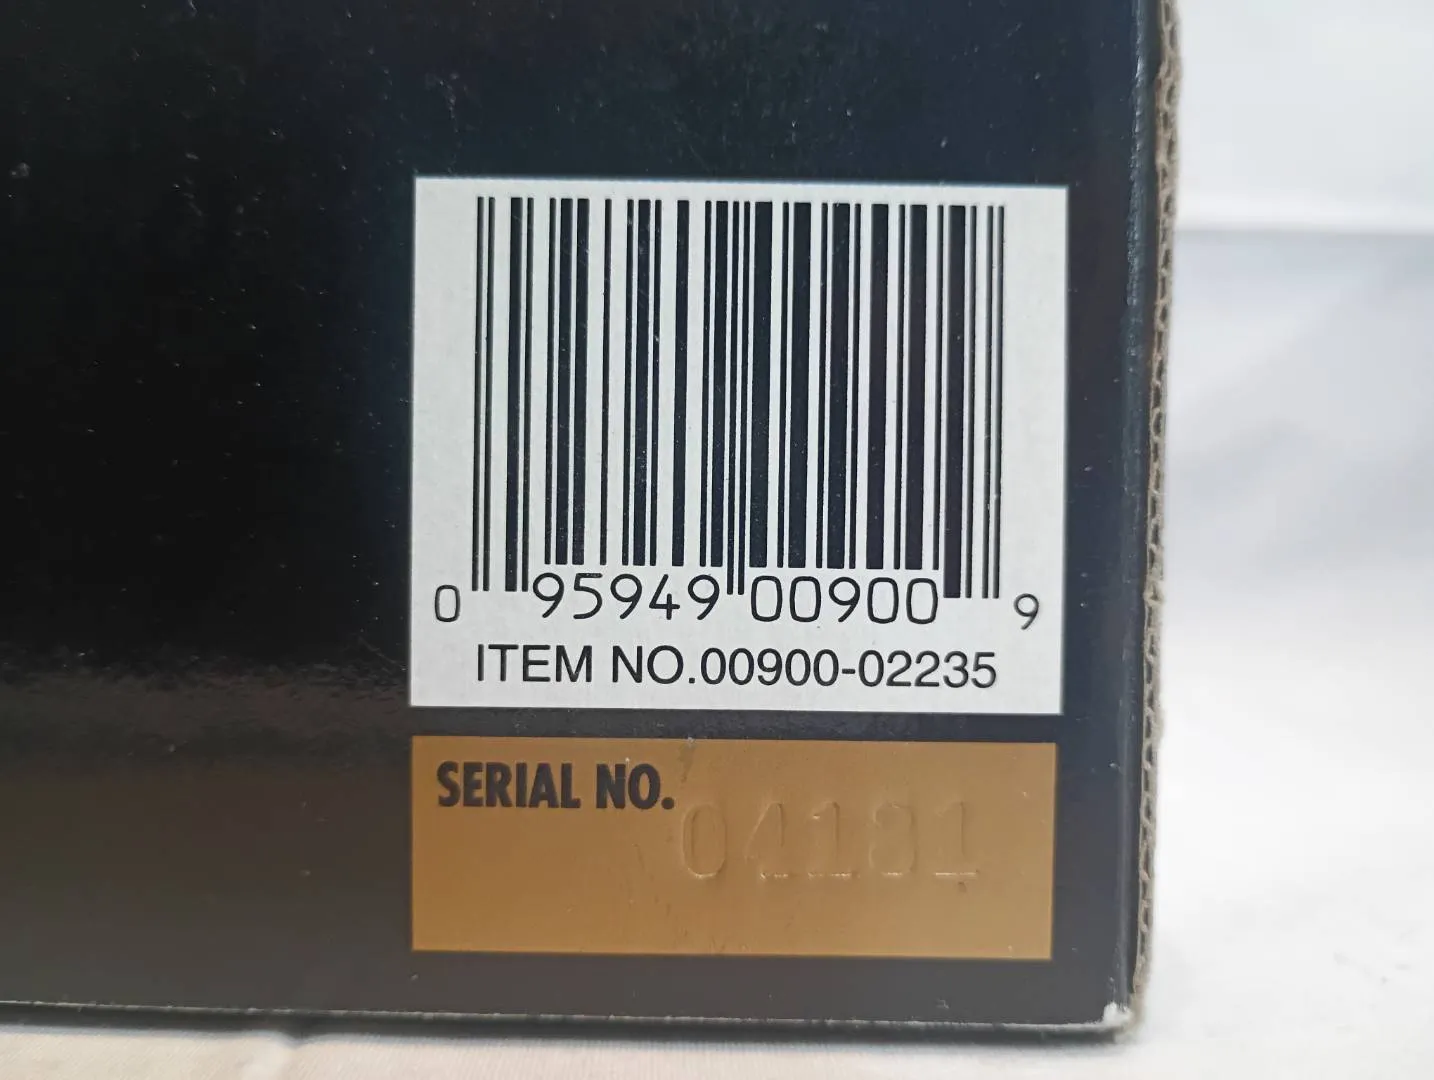 0 95949 00900 9
ITEM NO.00900-02235
SERIAL NO.
04181